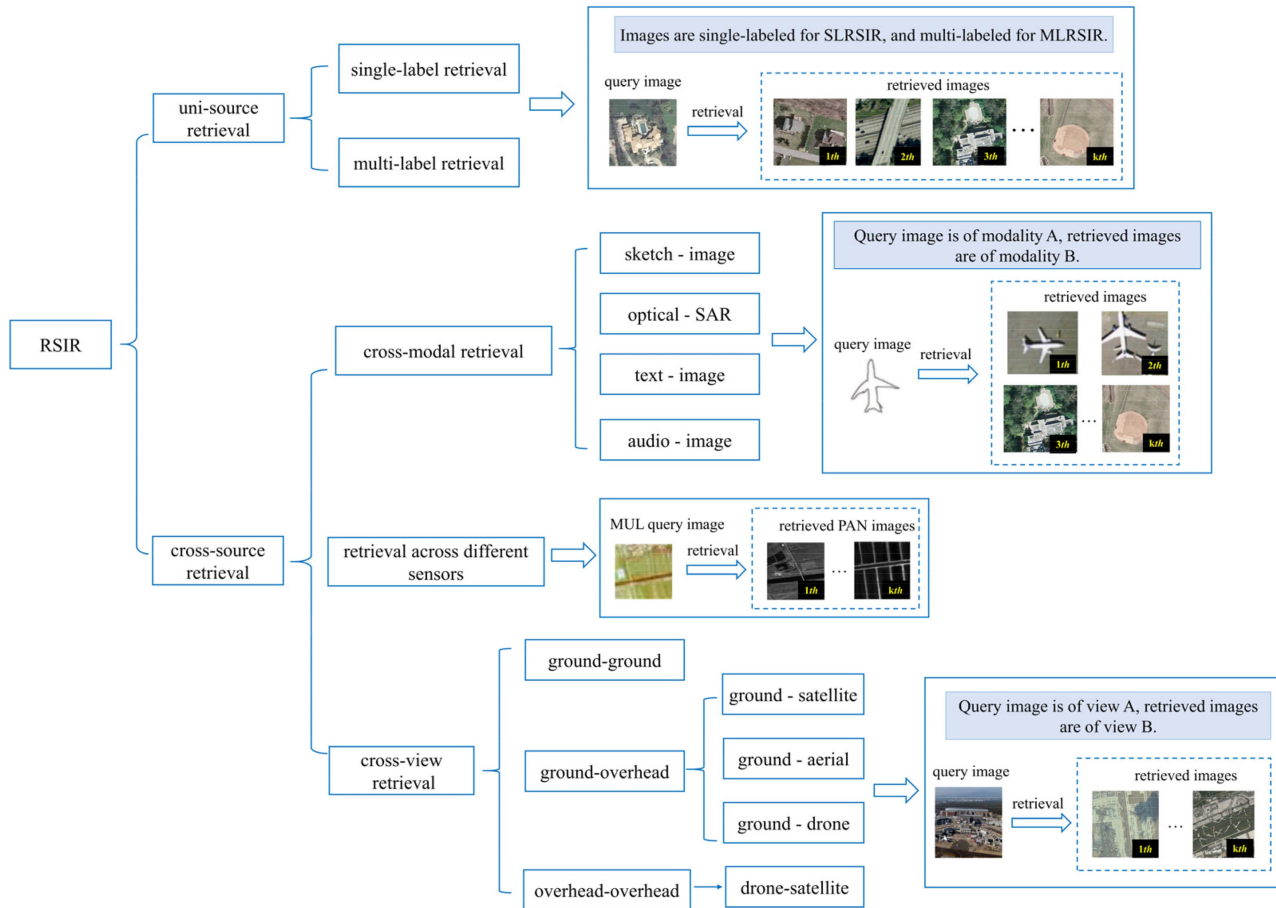 RSIR
uni-source
retrieval
single-label retrieval
multi-label retrieval
Images are single-labeled for SLRSIR, and multi-labeled for MLRSIR.
query image
retrieval
retrieved images
1th
2th
3th
...
kth
cross-source
retrieval
cross-modal retrieval
sketch - image
optical - SAR
text - image
audio - image
Query image is of modality A, retrieved images
are of modality B.
query image
retrieval
retrieved images
1th
2th
3th
...
kth
retrieval across different
sensors
MUL query image
retrieval
retrieved PAN images
1th
...
kth
cross-view
retrieval
ground-ground
ground-overhead
ground - satellite
ground - aerial
ground - drone
overhead-overhead
drone-satellite
Query image is of view A, retrieved images
are of view B.
query image
retrieval
retrieved images
1th
...
kth